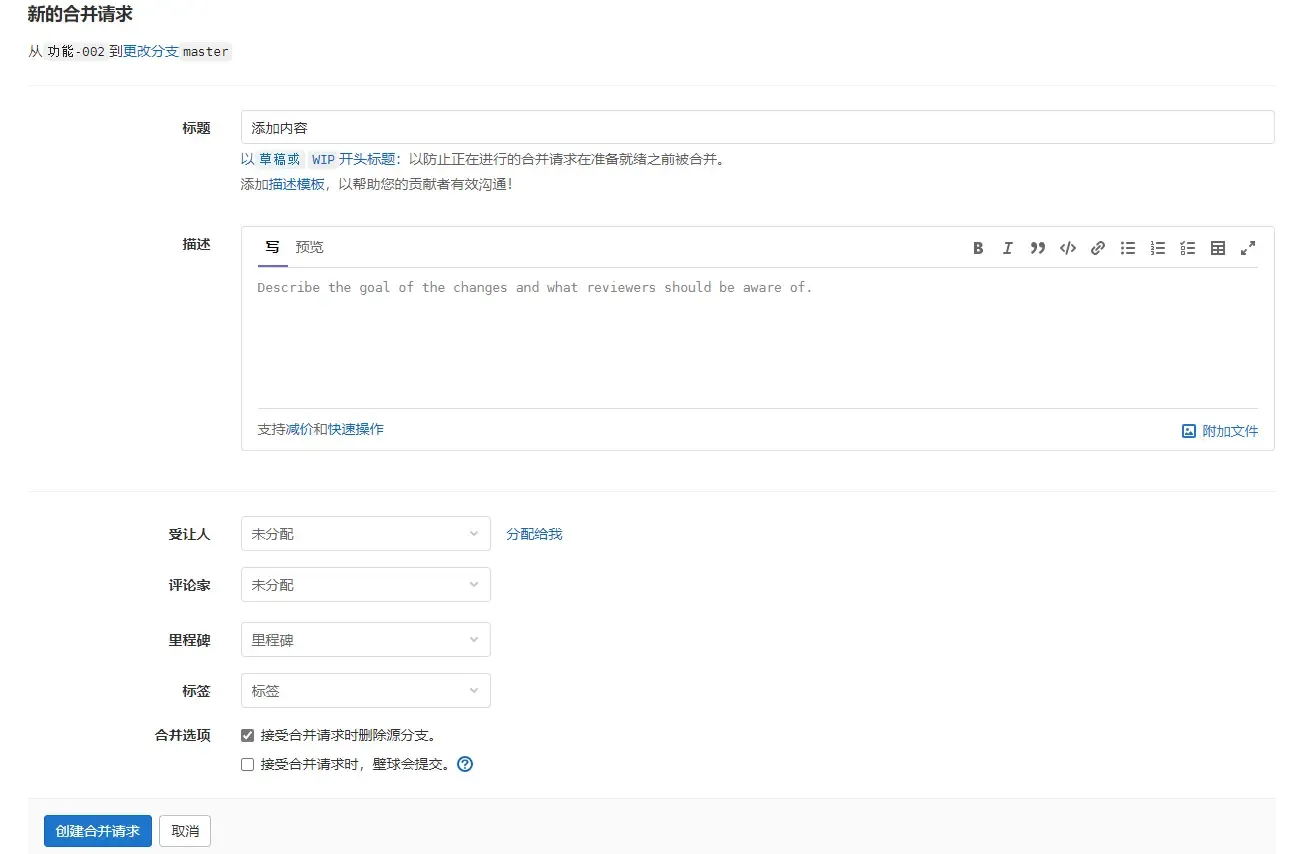 新的合并请求
从 功能-002 到更改分支 master
标题
添加内容
以 草稿或 WIP 开头标题：以防止正在进行的合并请求在准备就绪之前被合并。
添加描述模板，以帮助您的贡献者有效沟通！
描述
写 预览
Describe the goal of the changes and what reviewers should be aware of.
支持减价和快速操作
附加文件
受让人 未分配 分配给我
评论家 未分配
里程碑 里程碑
标签 标签
合并选项 接受合并请求时删除源分支。
接受合并请求时，壁球会提交。
创建合并请求 取消